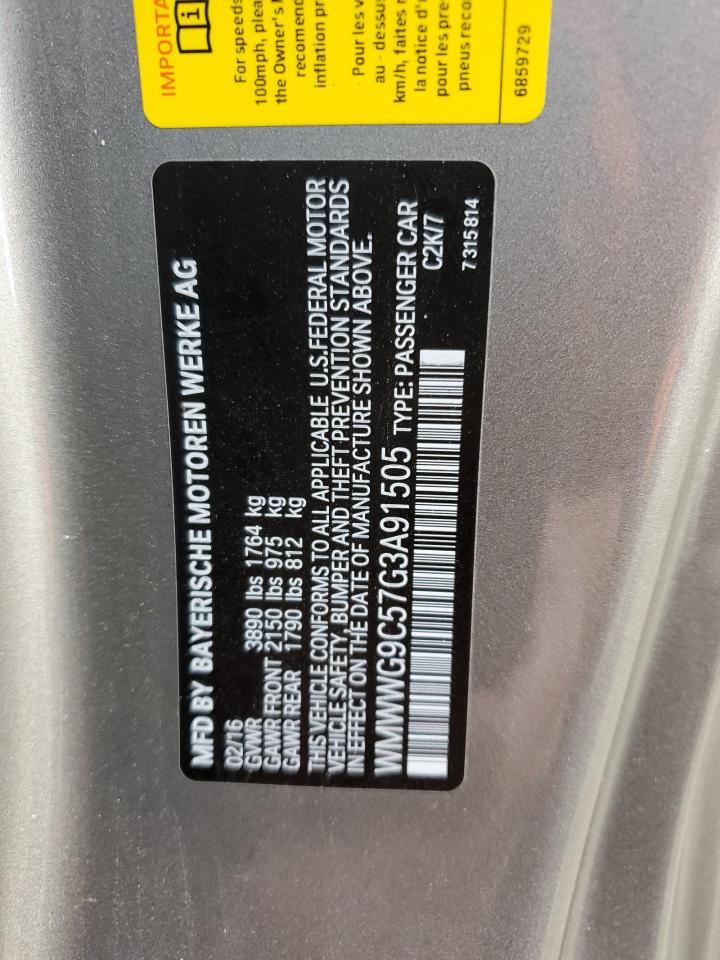 IMPORTA
i
For speeds
100mph, plea
the Owner's M
recomend
inflation pr
Pour les v
au - dessus
km/h, faites r
la notice d'u
pour les pre
pneus reco
6859729
MFD BY BAYERISCHE MOTOREN WERKE AG
02/16
GVWR 3890 lbs 1764 kg
GAWR FRONT 2150 lbs 975 kg
GAWR REAR 1790 lbs 812 kg
THIS VEHICLE CONFORMS TO ALL APPLICABLE U.S.FEDERAL MOTOR
VEHICLE SAFETY, BUMPER AND THEFT PREVENTION STANDARDS
IN EFFECT ON THE DATE OF MANUFACTURE SHOWN ABOVE.
WMWWG9C57G3A91505 TYPE: PASSENGER CAR
C2K/7
7 315 814